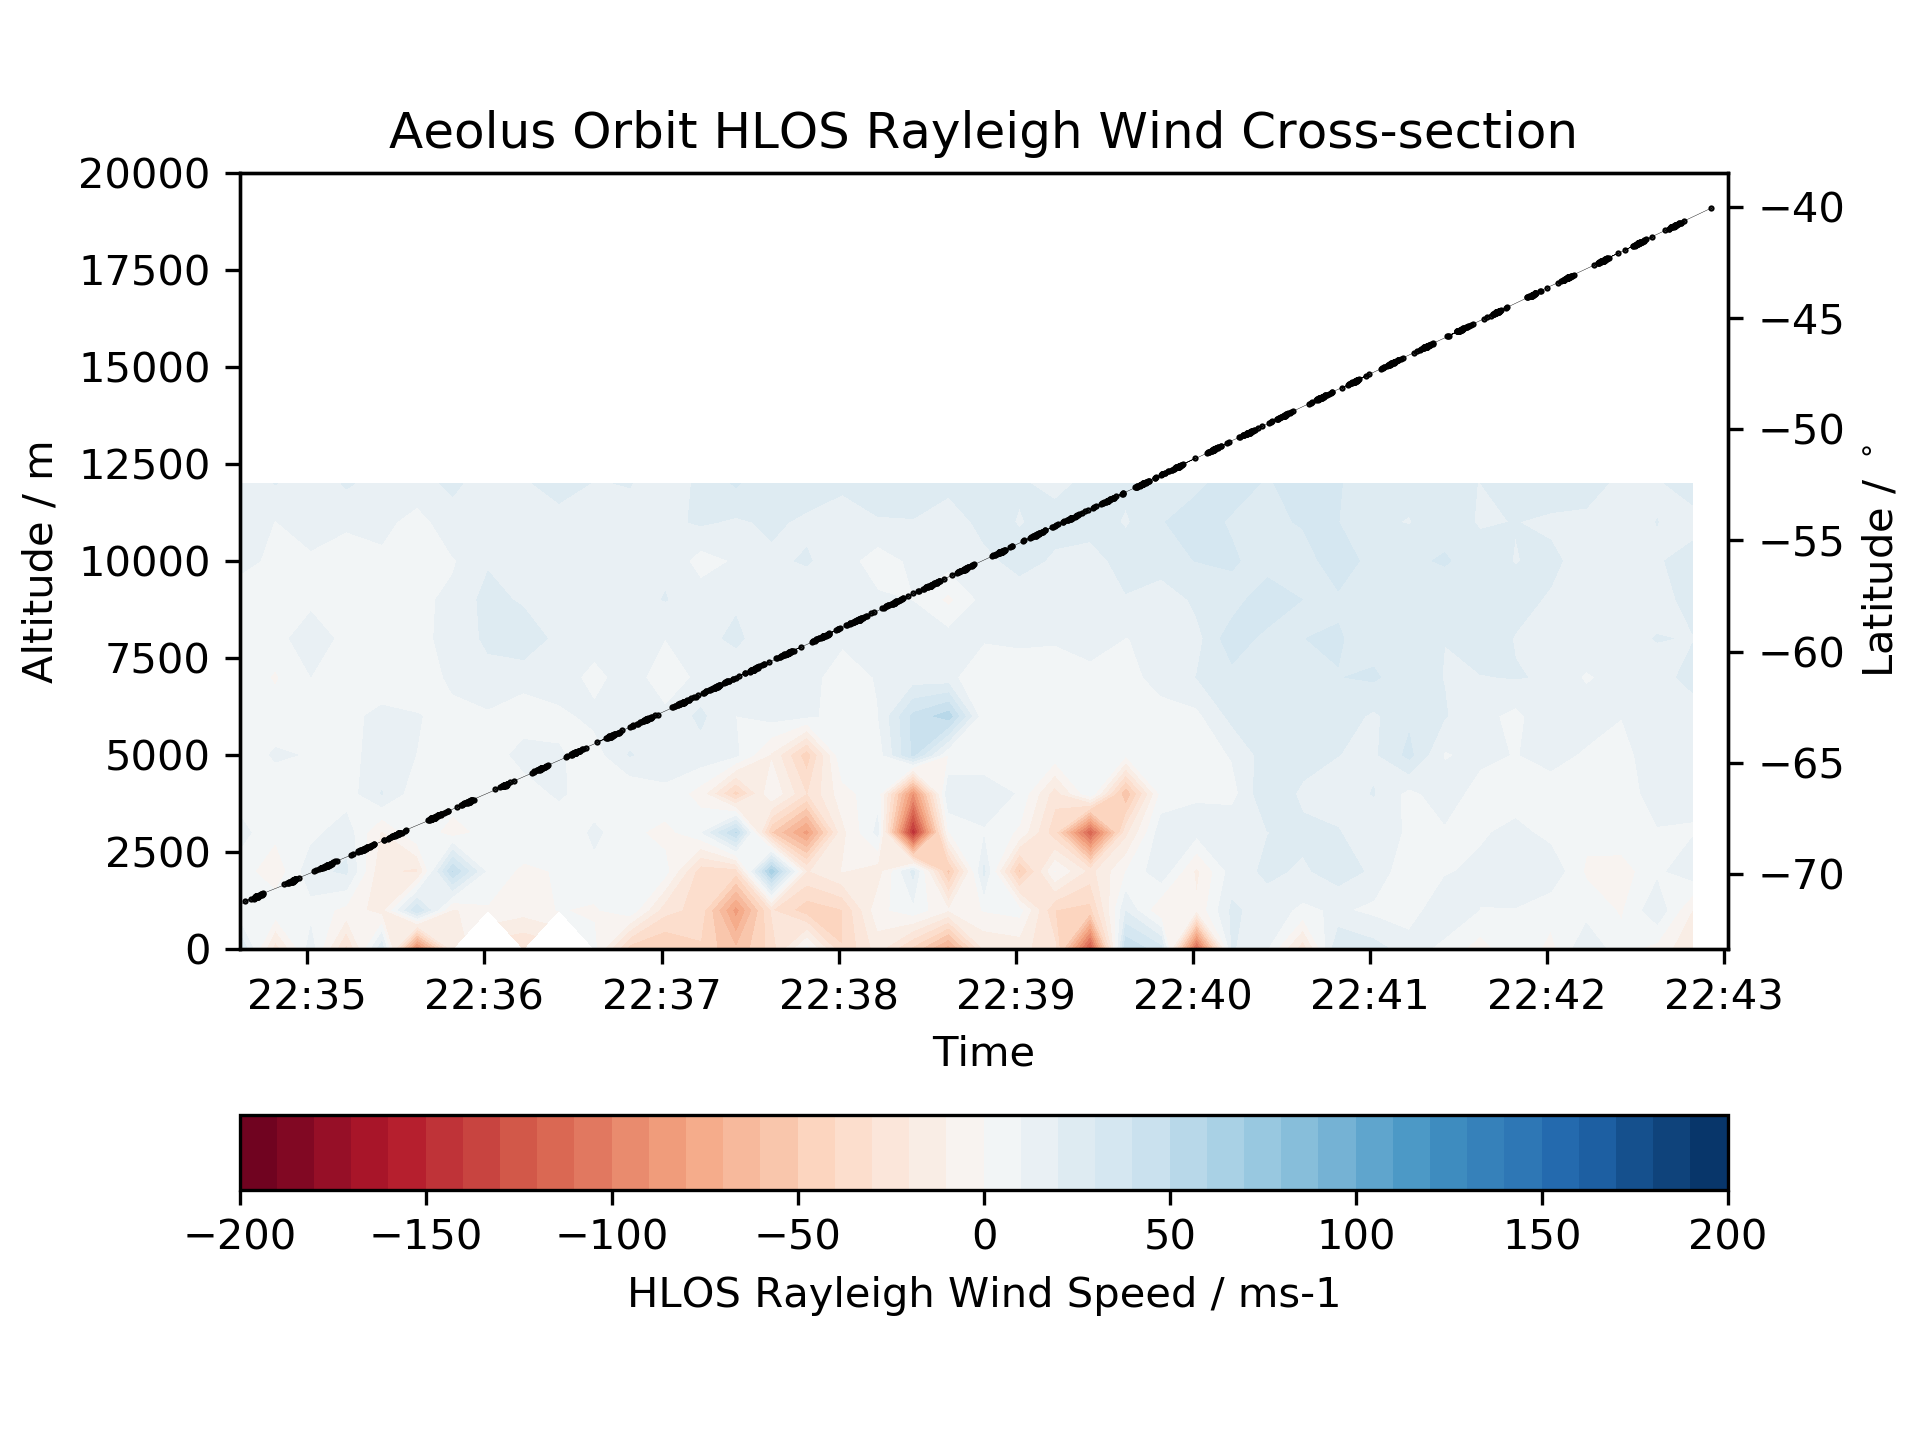 Aeolus Orbit HLOS Rayleigh Wind Cross-section
20000
17500
15000
12500
10000
7500
5000
2500
0
Altitude / m
−40
−45
−50
−55
−60
−65
−70
Latitude / °
22:35 22:36 22:37 22:38 22:39 22:40 22:41 22:42 22:43
Time
−200 −150 −100 −50 0 50 100 150 200
HLOS Rayleigh Wind Speed / ms-1